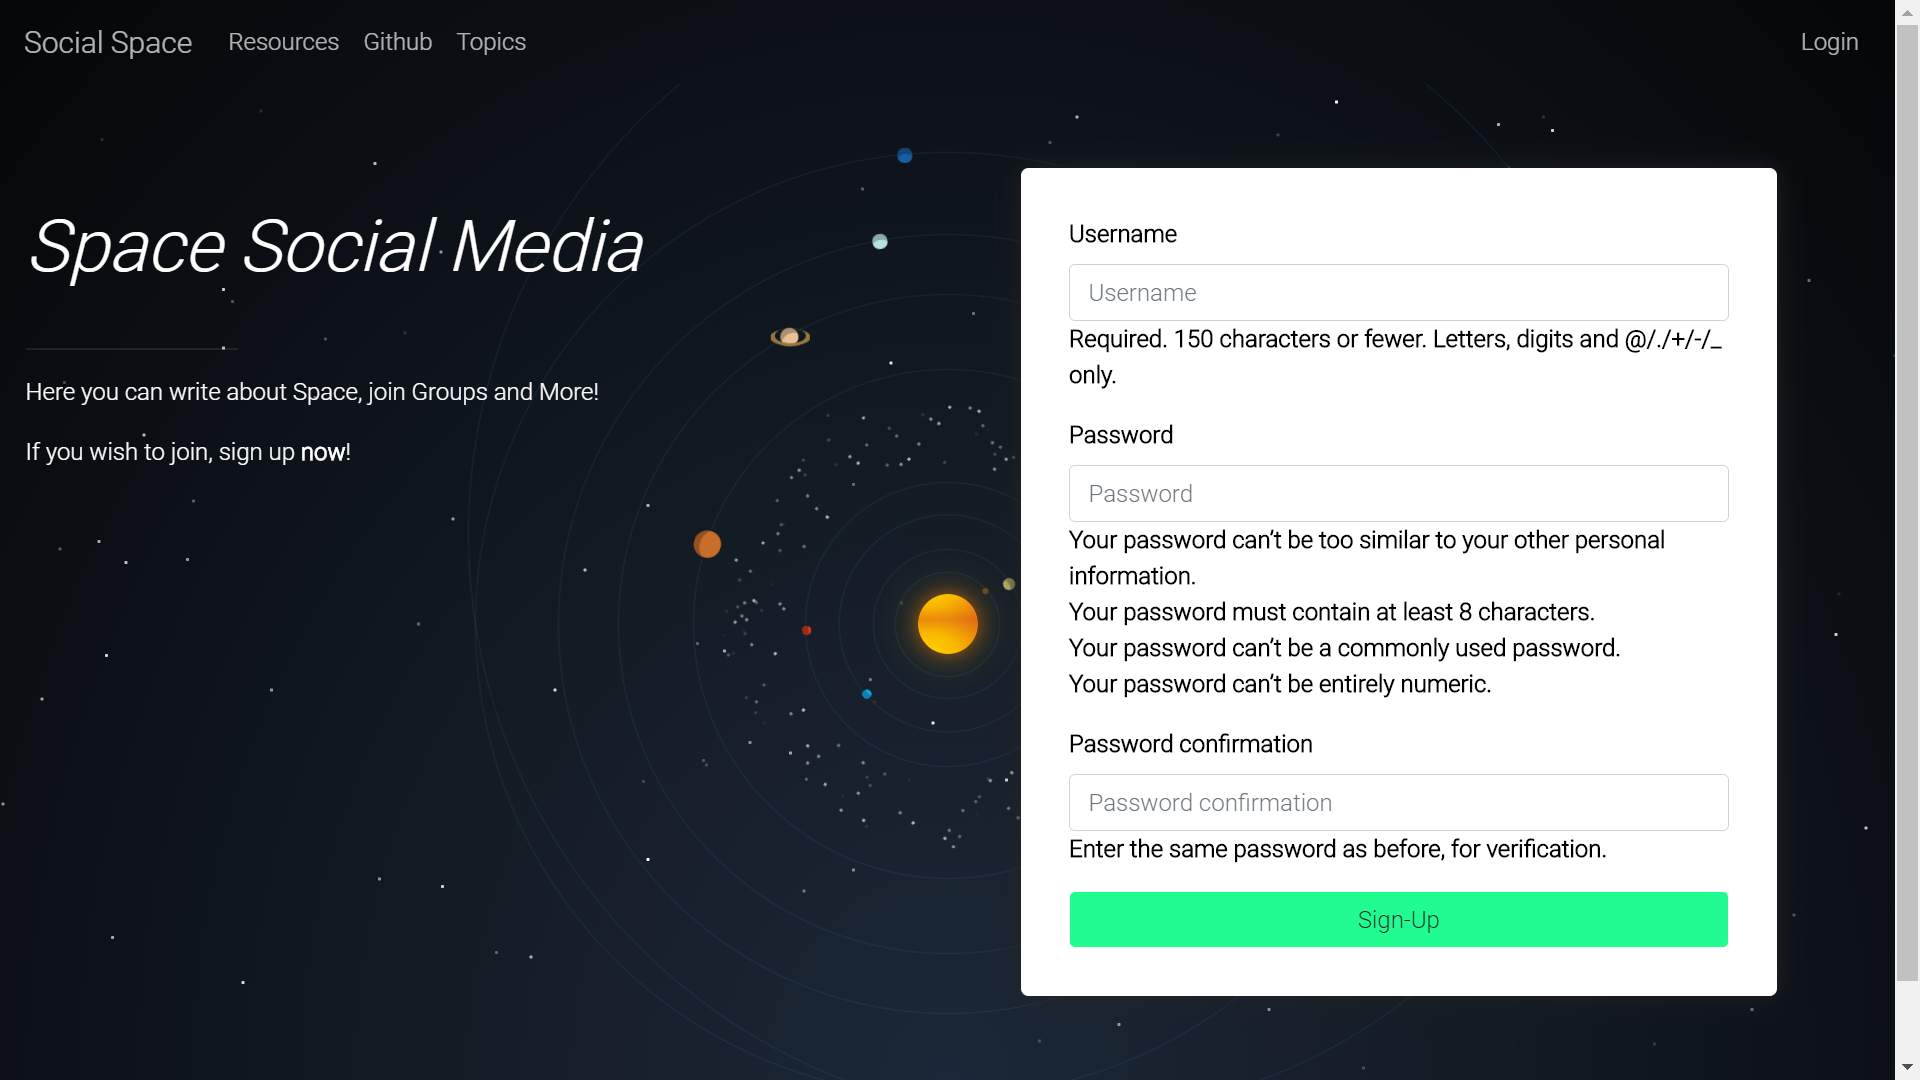 Social Space Resources Github Topics Login
Space Social Media
Here you can write about Space, join Groups and More!
If you wish to join, sign up now!
Username
Username
Required. 150 characters or fewer. Letters, digits and @/./+/-/_
only.
Password
Password
Your password can’t be too similar to your other personal
information.
Your password must contain at least 8 characters.
Your password can’t be a commonly used password.
Your password can’t be entirely numeric.
Password confirmation
Password confirmation
Enter the same password as before, for verification.
Sign-Up